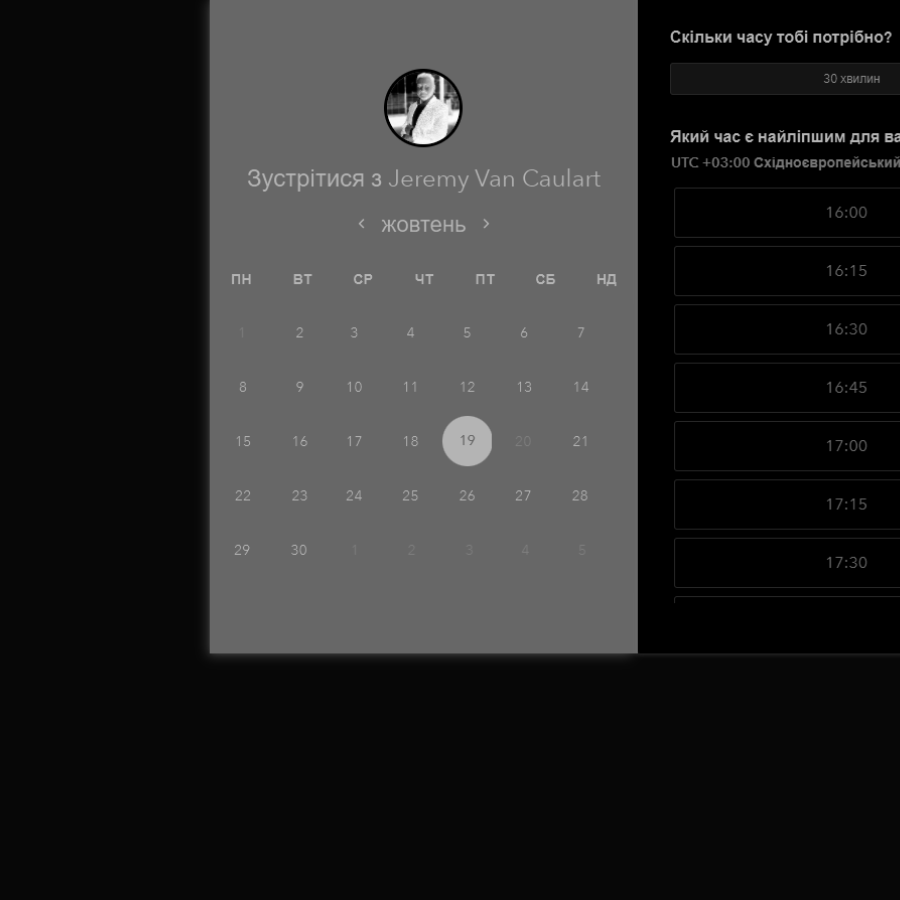 Зустрітися з Jeremy Van Caulart
жовтень
ПН ВТ СР ЧТ ПТ СБ НД
1 2 3 4 5 6 7
8 9 10 11 12 13 14
15 16 17 18 19 20 21
22 23 24 25 26 27 28
29 30 1 2 3 4 5
Скільки часу тобі потрібно?
30 хвилин
Який час є найліпшим для ва
UTC +03:00 Східноєвропейський
16:00
16:15
16:30
16:45
17:00
17:15
17:30